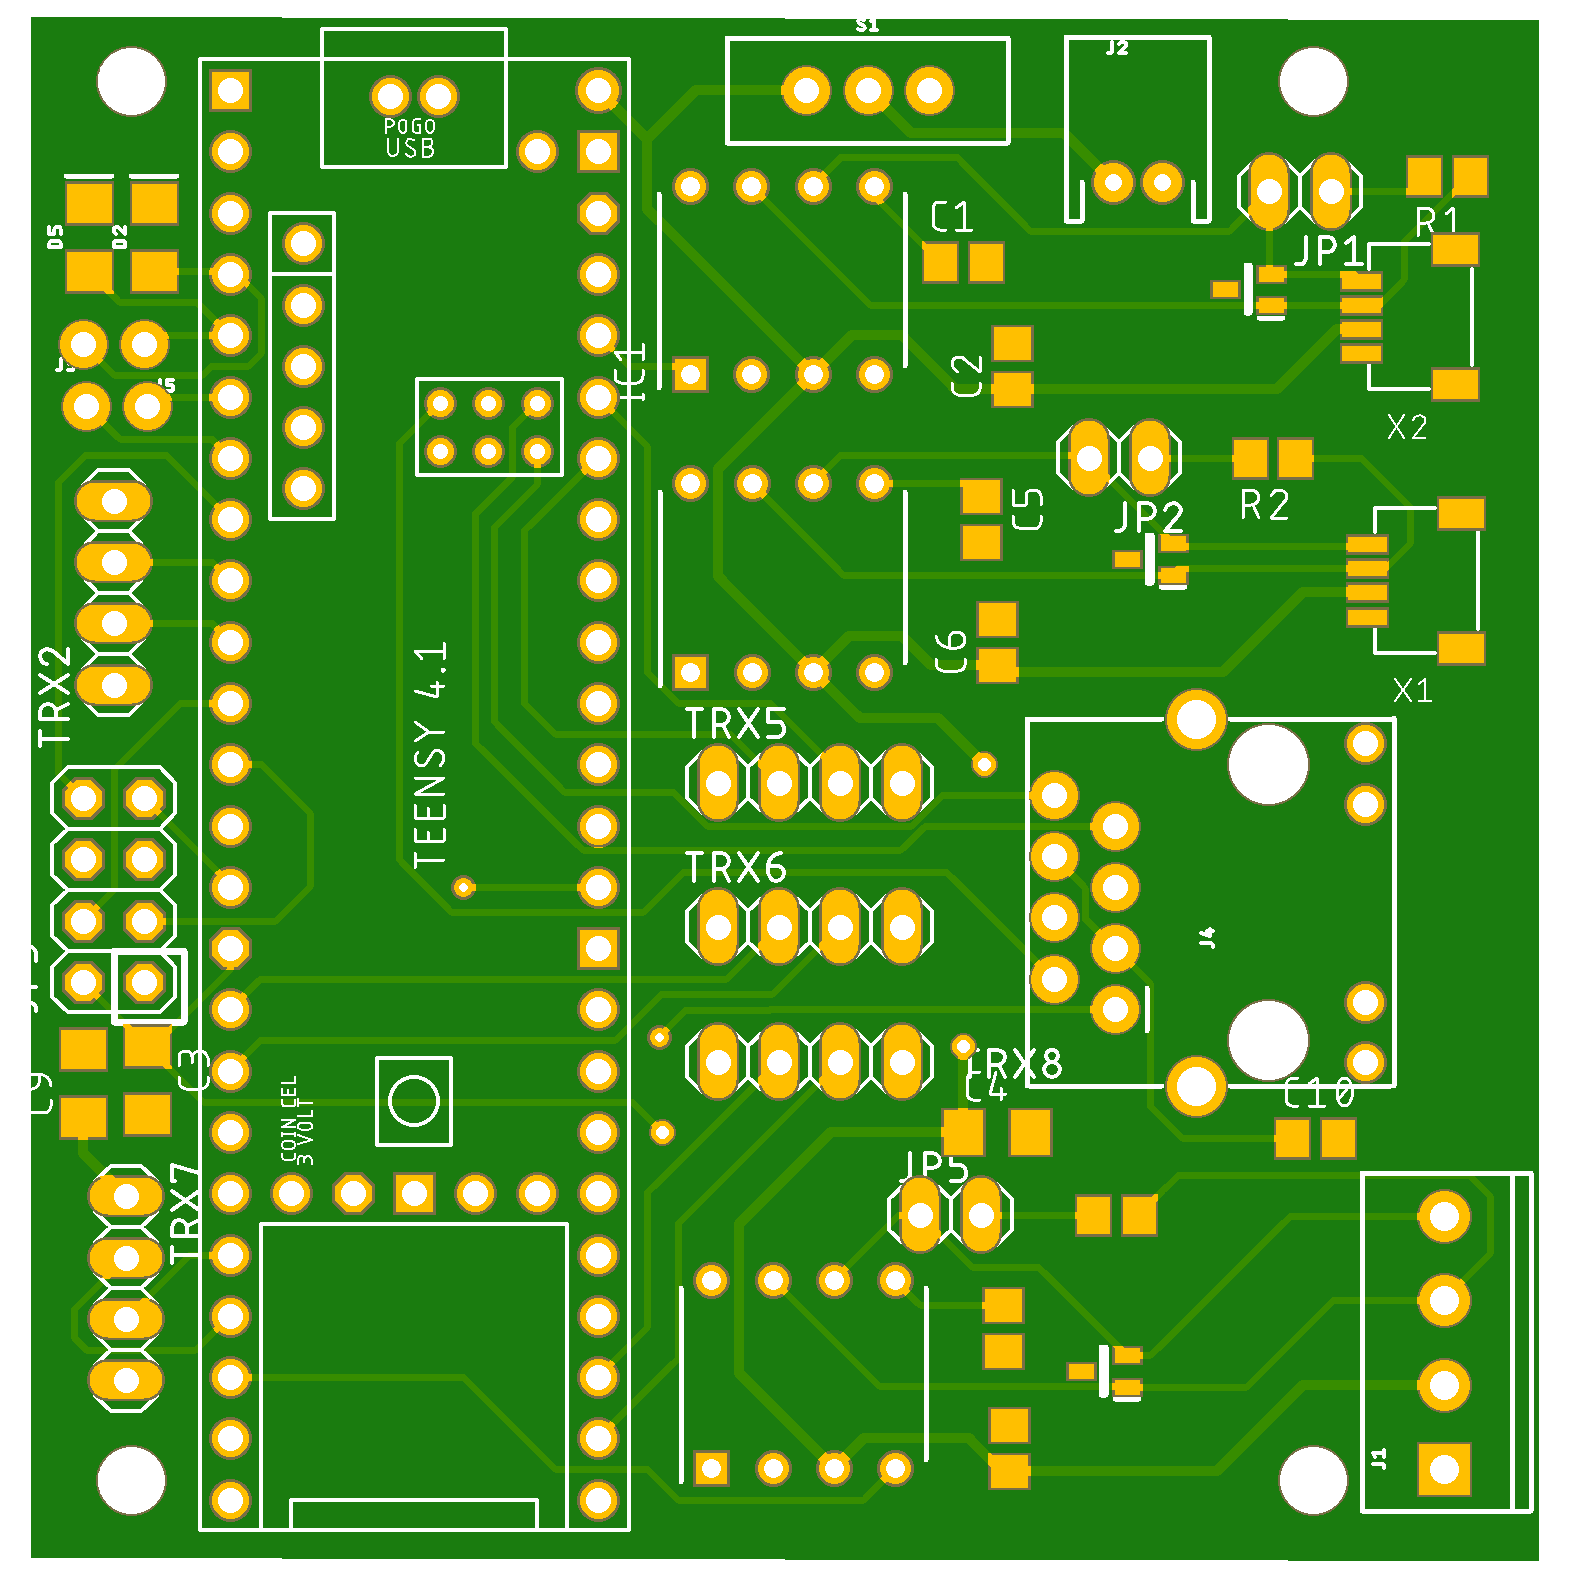 S1
J2
POGO
USB
D5
D2
C1
R1
JP1
IC1
J5
C2
X2
C5
R2
JP2
TEENSY 4.1
C6
TRX2
X1
TRX5
TRX6
J4
C3
C9
TRX8
C4
C10
COIN CEL
3 VOLT
TRX7
JP5
J1